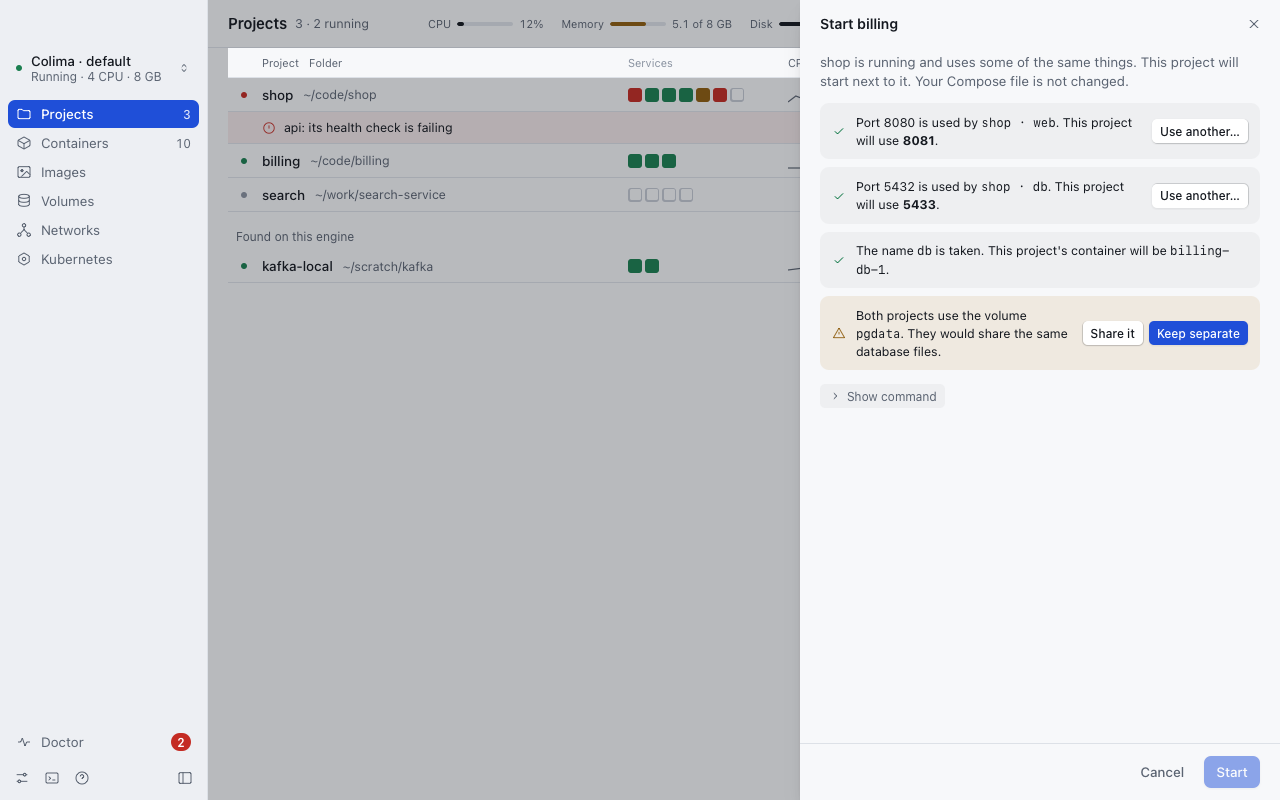 Colima · default
Running · 4 CPU · 8 GB
Projects 3
Containers 10
Images
Volumes
Networks
Kubernetes
Doctor 2
Projects 3 · 2 running CPU 12% Memory 5.1 of 8 GB Disk
Project Folder Services
shop ~/code/shop
api: its health check is failing
billing ~/code/billing
search ~/work/search-service
Found on this engine
kafka-local ~/scratch/kafka
Start billing
shop is running and uses some of the same things. This project will
start next to it. Your Compose file is not changed.
Port 8080 is used by shop · web. This project
will use 8081.
Use another…
Port 5432 is used by shop · db. This project
will use 5433.
Use another…
The name db is taken. This project's container will be billing-
db-1.
Both projects use the volume
pgdata. They would share the same
database files.
Share it Keep separate
Show command
Cancel Start